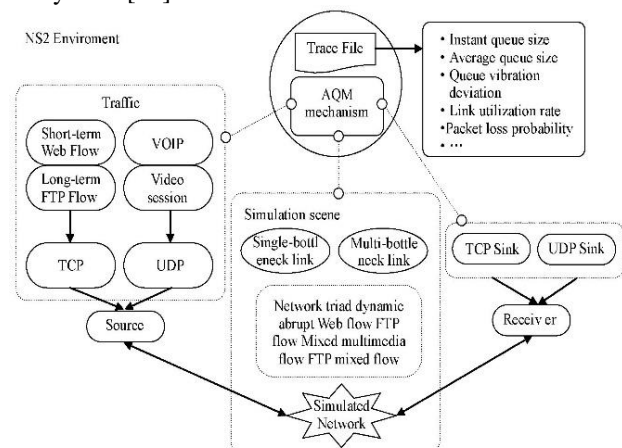 NS2 Enviroment
Trace File
AQM
mechanism
• Instant queue size
• Average queue size
• Queue vibration
deviation
• Link utilization rate
•Packet loss probability
• ...
Traffic
Short-term
Web Flow
VOIP
Long-term
FTP Flow
Video
session
TCP
UDP
Source
Simulation scene
Single-bottl
eneck link
Multi-bottle
neck link
Network triad dynamic
abrupt Web flow FTP
flow Mixed multimedia
flow FTP mixed flow
Simulated
Network
TCP Sink
UDP Sink
Receiver